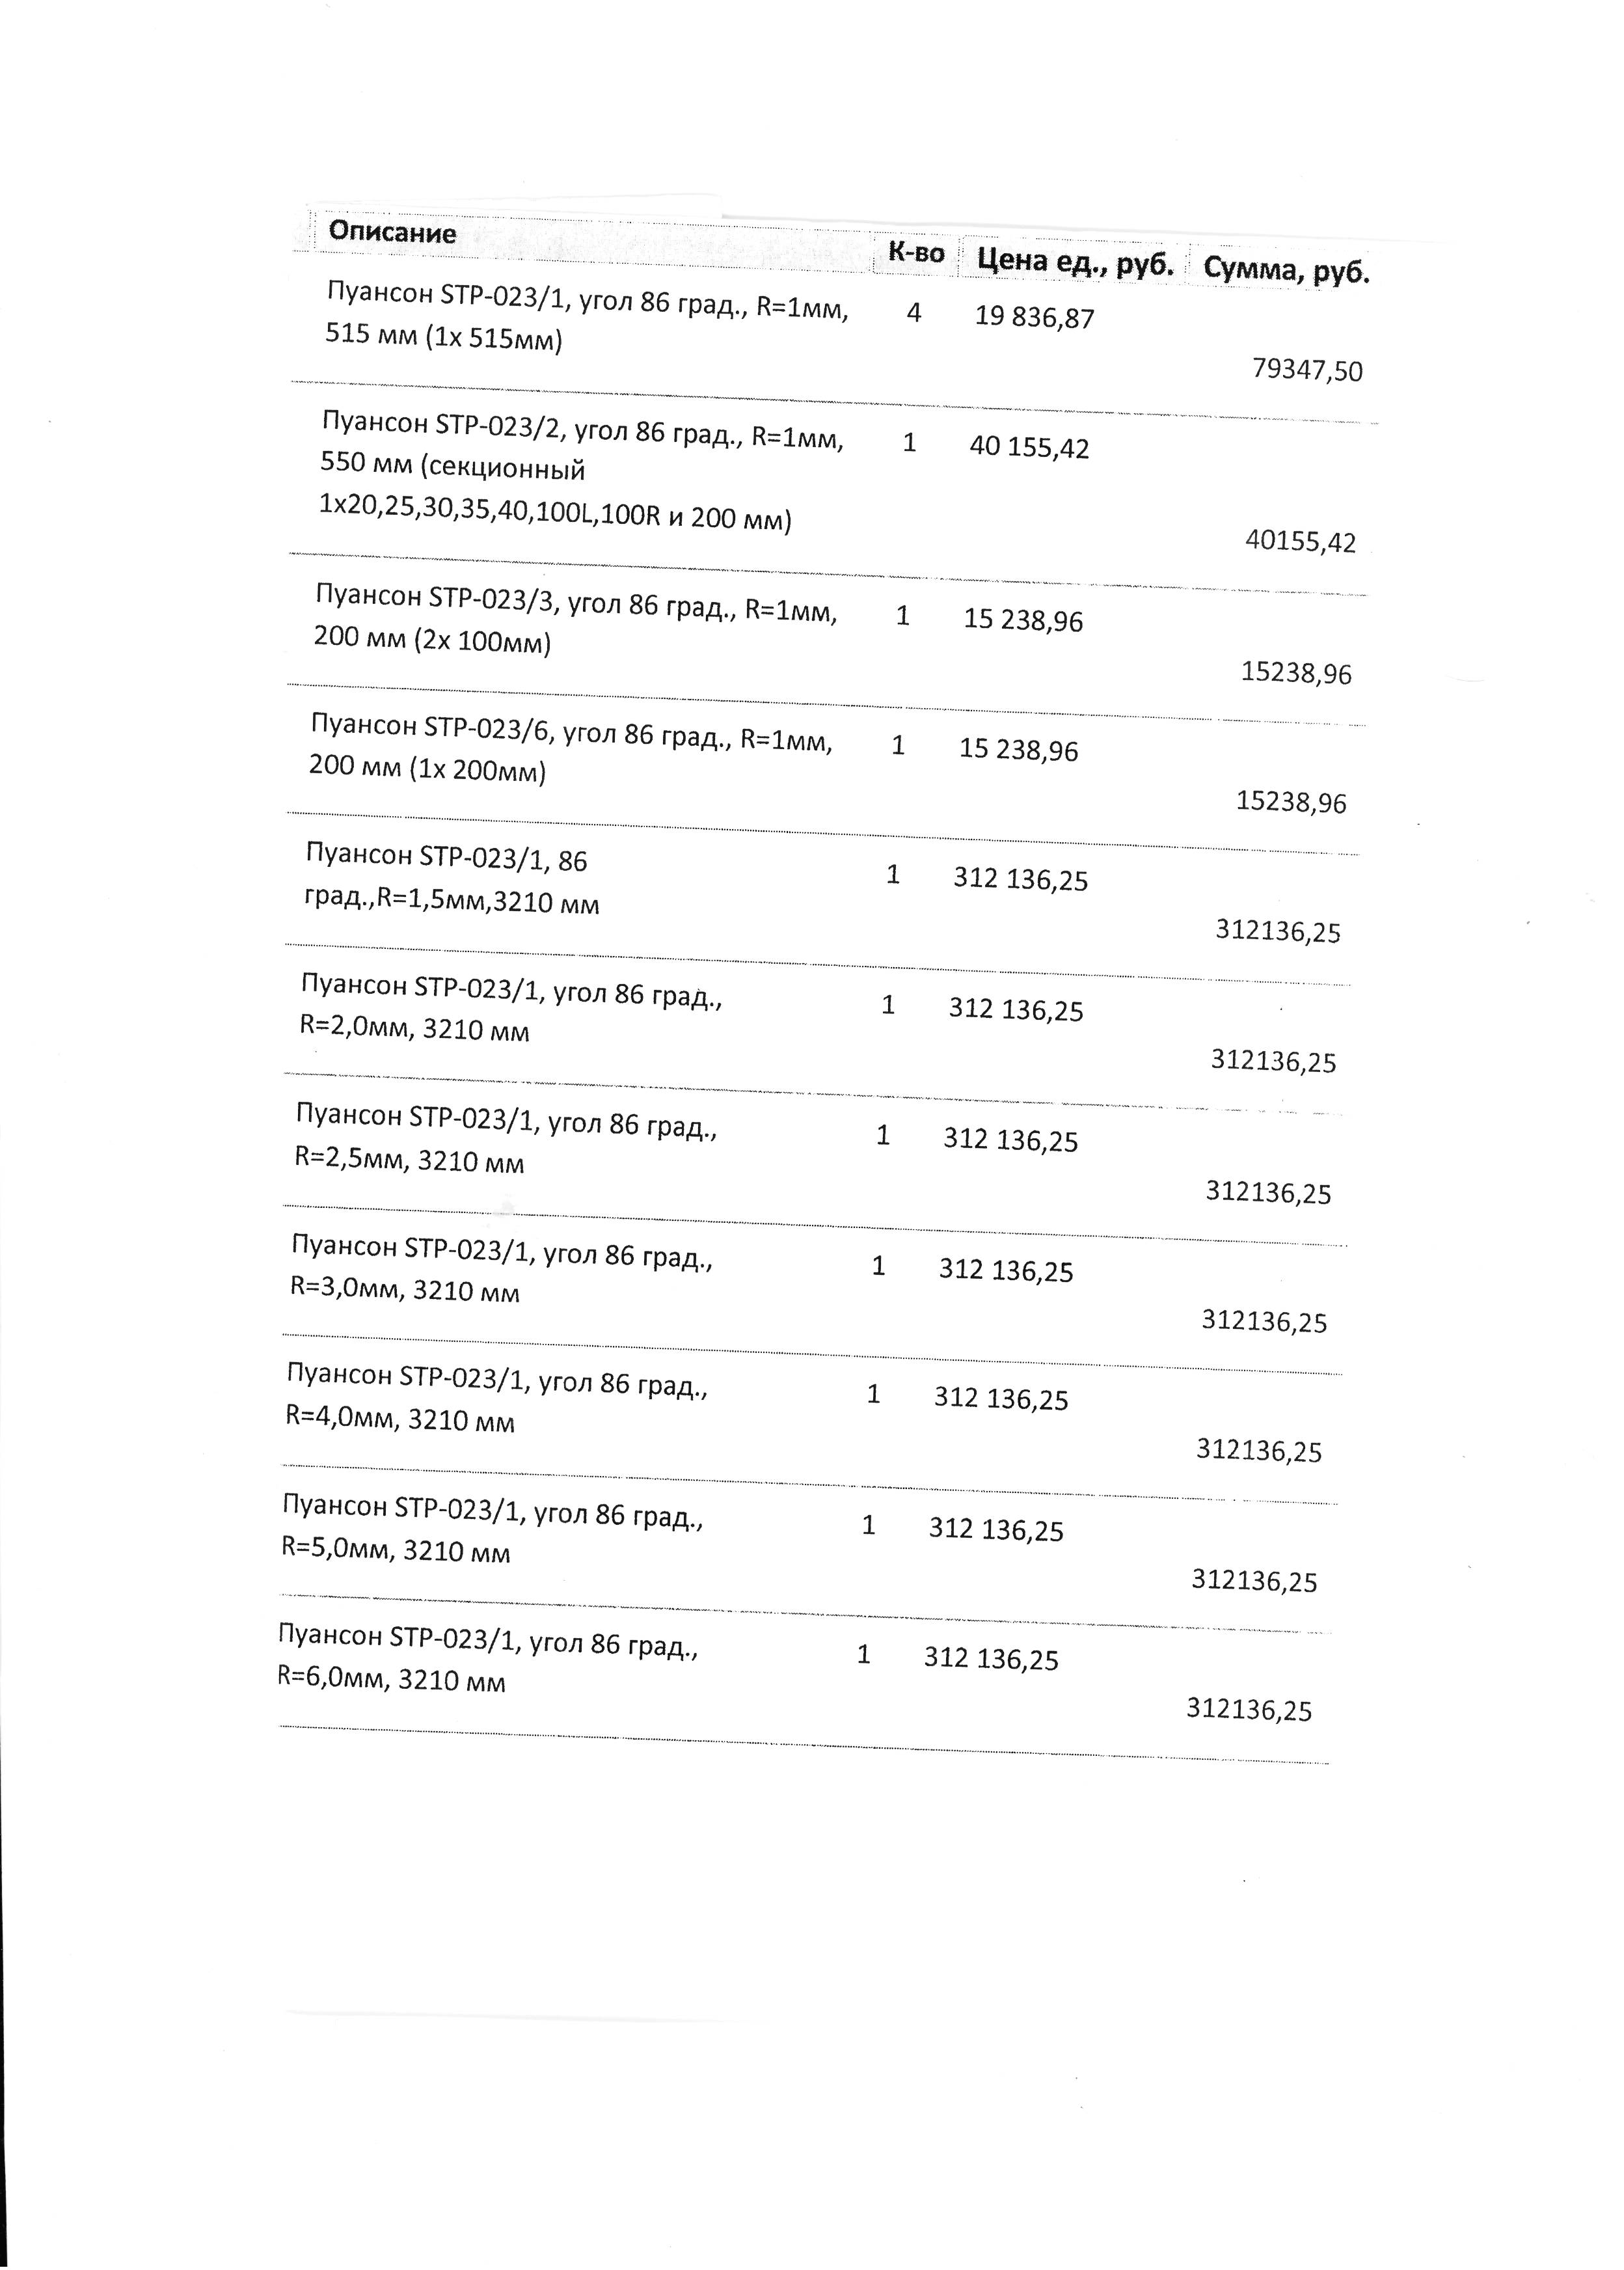 Описание К-во Цена ед., руб. Сумма, руб.
Пуансон STP-023/1, угол 86 град., R=1мм, 4 19 836,87
515 мм (1x 515мм)
79347,50
Пуансон STP-023/2, угол 86 град., R=1мм, 1 40 155,42
550 мм (секционный
1x20,25,30,35,40,100L,100R и 200 мм)
40155,42
Пуансон STP-023/3, угол 86 град., R=1мм, 1 15 238,96
200 мм (2x 100мм)
15238,96
Пуансон STP-023/6, угол 86 град., R=1мм, 1 15 238,96
200 мм (1x 200мм)
15238,96
Пуансон STP-023/1, 86 1 312 136,25
град.,R=1,5мм,3210 мм
312136,25
Пуансон STP-023/1, угол 86 град., 1 312 136,25
R=2,0мм, 3210 мм
312136,25
Пуансон STP-023/1, угол 86 град., 1 312 136,25
R=2,5мм, 3210 мм
312136,25
Пуансон STP-023/1, угол 86 град., 1 312 136,25
R=3,0мм, 3210 мм
312136,25
Пуансон STP-023/1, угол 86 град., 1 312 136,25
R=4,0мм, 3210 мм
312136,25
Пуансон STP-023/1, угол 86 град., 1 312 136,25
R=5,0мм, 3210 мм
312136,25
Пуансон STP-023/1, угол 86 град., 1 312 136,25
R=6,0мм, 3210 мм
312136,25